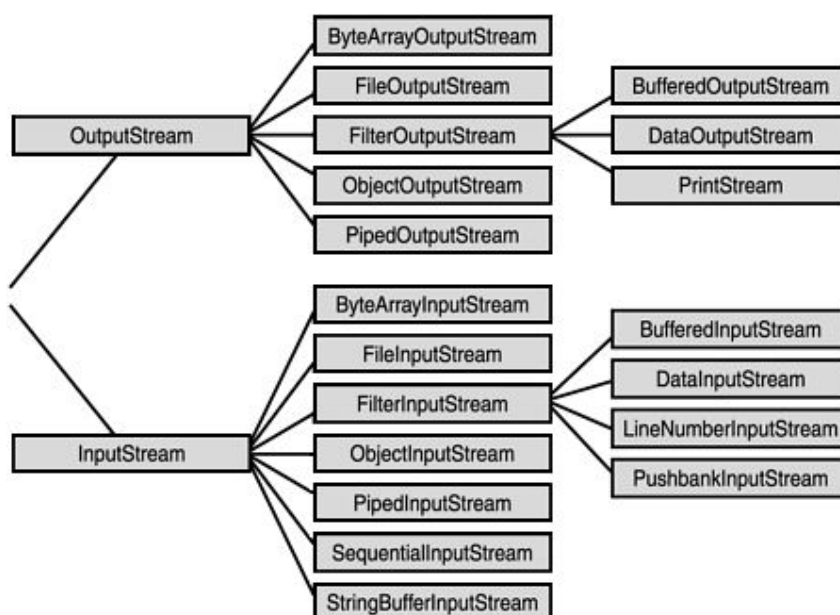 OutputStream
ByteArrayOutputStream
FileOutputStream
FilterOutputStream
ObjectOutputStream
PipedOutputStream
BufferedOutputStream
DataOutputStream
PrintStream
InputStream
ByteArrayInputStream
FileInputStream
FilterInputStream
ObjectInputStream
PipedInputStream
SequentialInputStream
StringBufferInputStream
BufferedInputStream
DataInputStream
LineNumberInputStream
PushbankInputStream